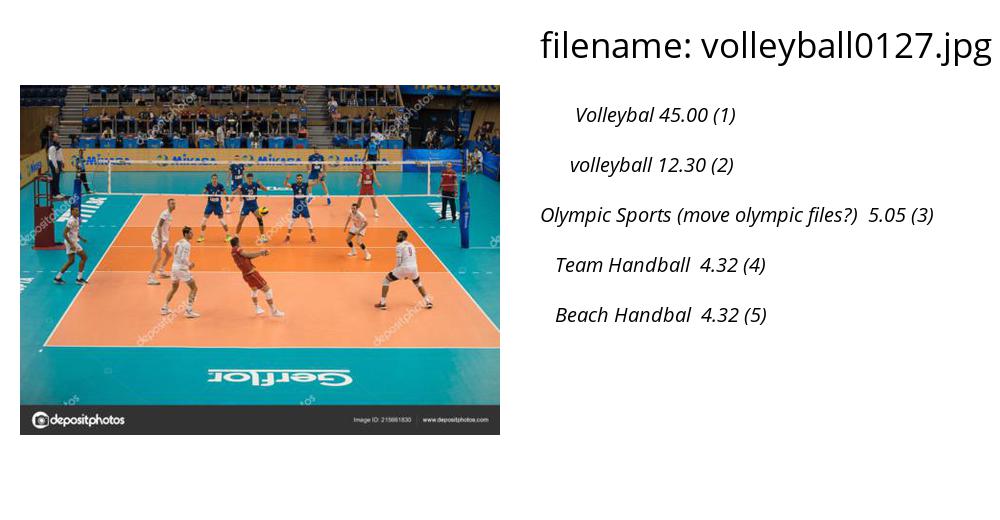 filename: volleyball0127.jpg
Volleybal 45.00 (1)
volleyball 12.30 (2)
Olympic Sports (move olympic files?) 5.05 (3)
Team Handball 4.32 (4)
Beach Handbal 4.32 (5)
MIKASA MIKASA MIKASA
Gerflor
depositphotos
Image ID: 215661830 www.depositphotos.com